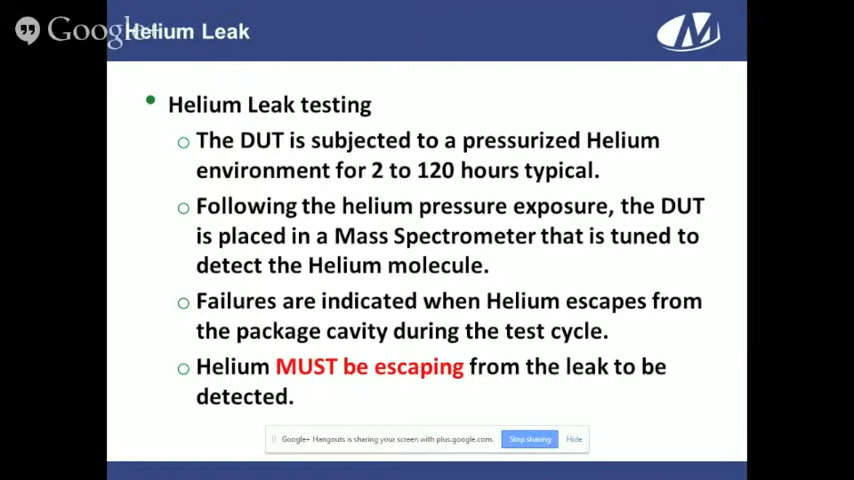 Google+
Helium Leak
Helium Leak testing
The DUT is subjected to a pressurized Helium
environment for 2 to 120 hours typical.
Following the helium pressure exposure, the DUT
is placed in a Mass Spectrometer that is tuned to
detect the Helium molecule.
Failures are indicated when Helium escapes from
the package cavity during the test cycle.
Helium MUST be escaping from the leak to be
detected.
Google+ Hangouts is sharing your screen with plus.google.com. Stop sharing Hide